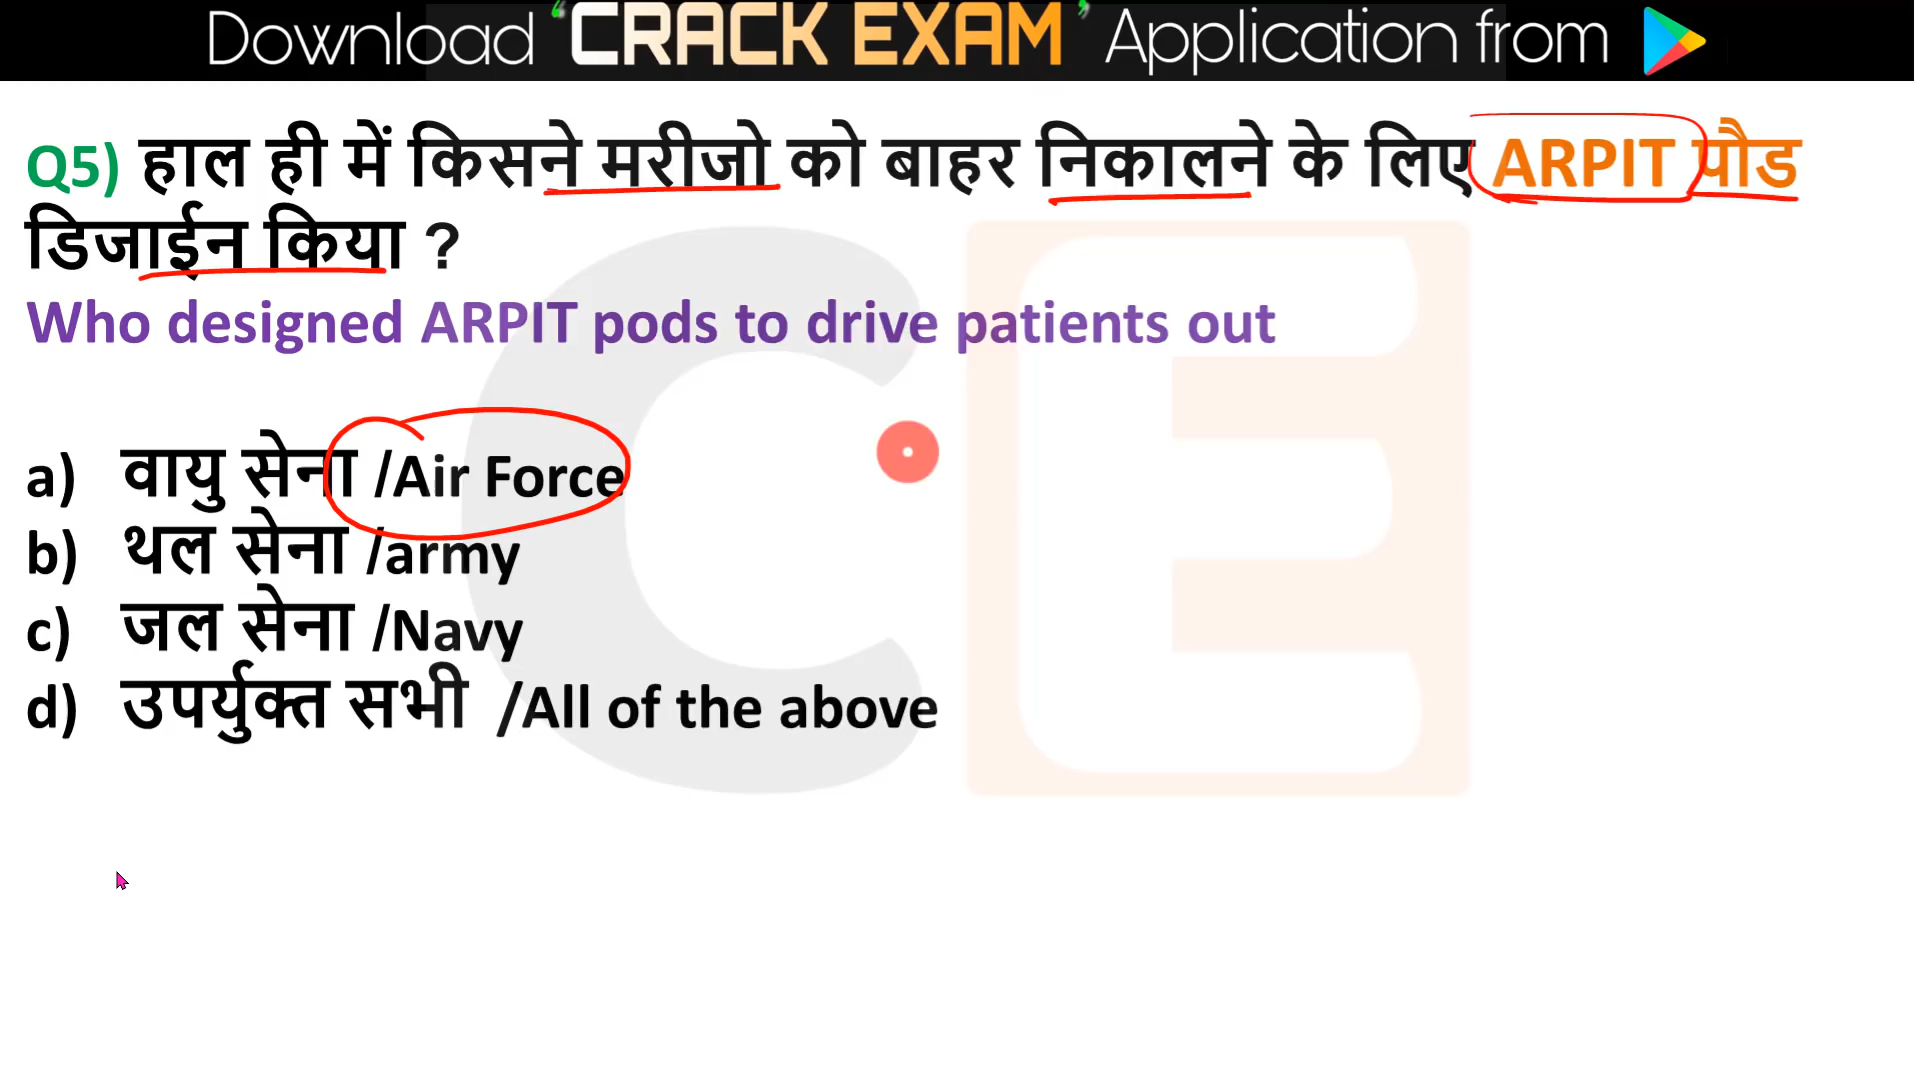 Download ‘CRACK EXAM’ Application from
Q5) हाल ही में किसने मरीजो को बाहर निकालने के लिए ARPIT पौड
डिजाईन किया ?
Who designed ARPIT pods to drive patients out
a) वायु सेना /Air Force
b) थल सेना /army
c) जल सेना /Navy
d) उपर्युक्त सभी /All of the above
CE